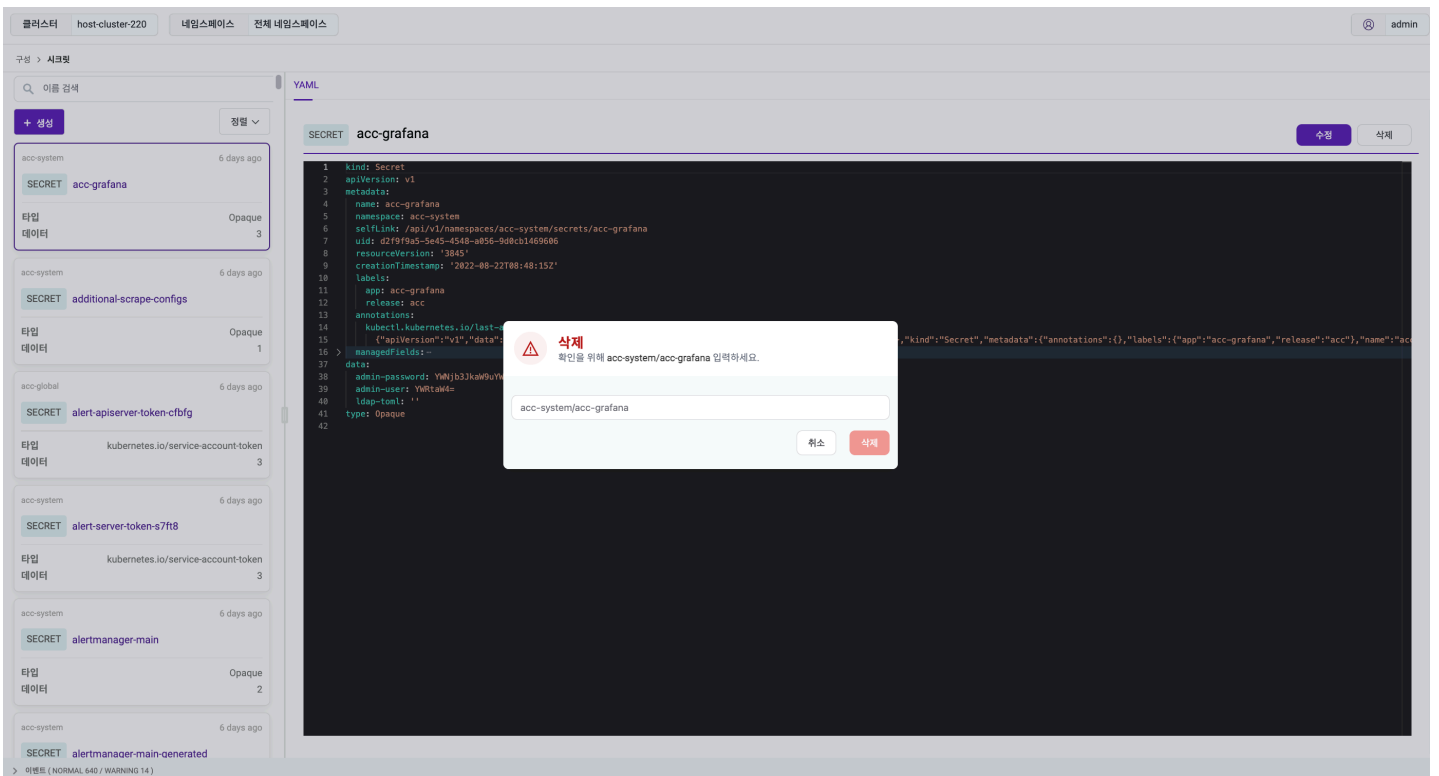 클러스터 host-cluster-220 네임스페이스 전체 네임스페이스 admin
구성 > 시크릿
이름 검색
+ 생성 정렬
acc-system 6 days ago
SECRET acc-grafana
타입 Opaque
데이터 3
acc-system 6 days ago
SECRET additional-scrape-configs
타입 Opaque
데이터 1
acc-global 6 days ago
SECRET alert-apiserver-token-cfbfg
타입 kubernetes.io/service-account-token
데이터 3
acc-system 6 days ago
SECRET alert-server-token-s7ft8
타입 kubernetes.io/service-account-token
데이터 3
acc-system 6 days ago
SECRET alertmanager-main
타입 Opaque
데이터 2
acc-system 6 days ago
SECRET alertmanager-main-generated
YAML
SECRET acc-grafana 수정 삭제
1 kind: Secret
2 apiVersion: v1
3 metadata:
4 name: acc-grafana
5 namespace: acc-system
6 selfLink: /api/v1/namespaces/acc-system/secrets/acc-grafana
7 uid: d2f9f9a5-5e45-4548-a056-9d0cb1469606
8 resourceVersion: '3845'
9 creationTimestamp: '2022-08-22T08:48:15Z'
10 labels:
11 app: acc-grafana
12 release: acc
13 annotations:
14 kubectl.kubernetes.io/last-a
15 {"apiVersion":"v1","data": ,"kind":"Secret","metadata":{"annotations":{},"labels":{"app":"acc-grafana","release":"acc"},"name":"acc
16 > managedFields:
37 data:
38 admin-password: YWNjb3JkaW9uYW
39 admin-user: YWRtaW4=
40 ldap-toml: ''
41 type: Opaque
42
삭제
확인을 위해 acc-system/acc-grafana 입력하세요.
acc-system/acc-grafana
취소 삭제
> 이벤트 ( NORMAL 640 / WARNING 14 )